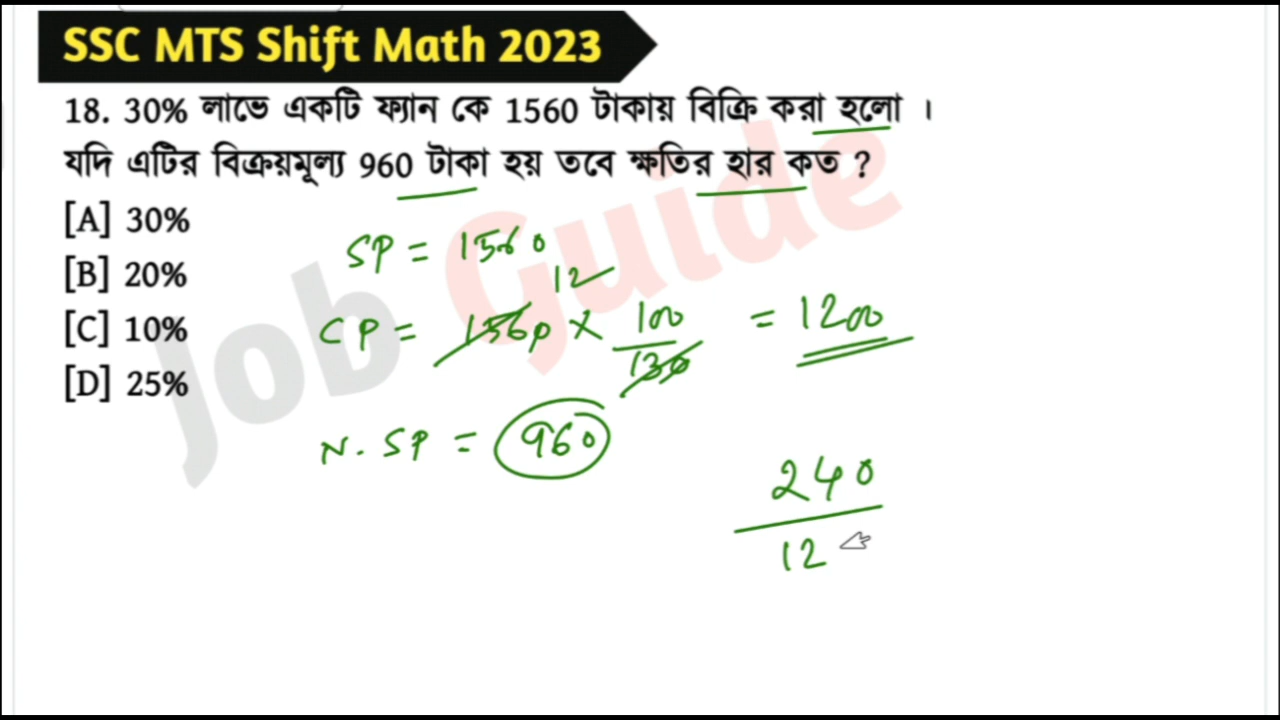 SSC MTS Shift Math 2023
18. 30% লাভে একটি ফ্যান কে 1560 টাকায় বিক্রি করা হলো ।
যদি এটির বিক্রয়মূল্য 960 টাকা হয় তবে ক্ষতির হার কত ?
[A] 30%
[B] 20%
[C] 10%
[D] 25%
SP = 1560
12
CP = 1560 × 100/130 = 1200
N. SP = 960
240
12
Job Guide